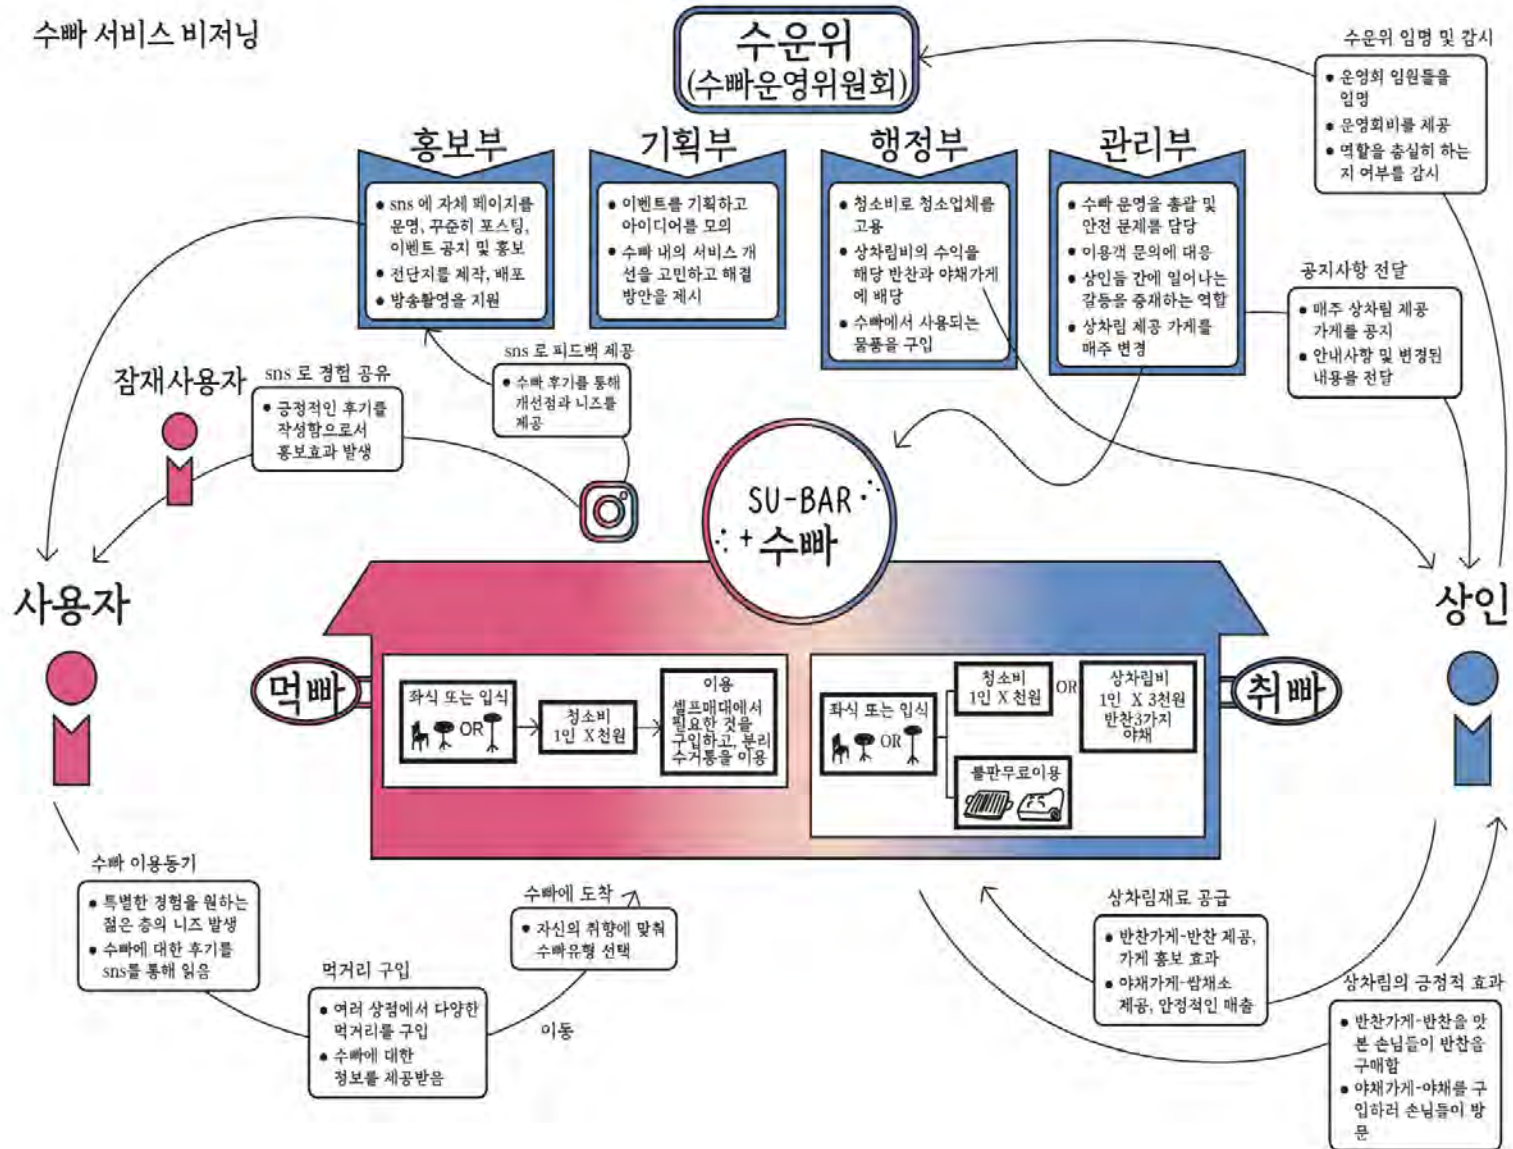 수빠 서비스 비저닝
수운위
(수빠운영위원회)
수운위 임명 및 감시
● 운영회 임원들을
임명
● 운영회비를 제공
● 역할을 충실히 하는
지 여부를 감시
홍보부
● sns 에 자체 페이지를
운영, 꾸준히 포스팅,
이벤트 공지 및 홍보
● 전단지를 제작, 배포
● 방송촬영을 지원
기획부
● 이벤트를 기획하고
아이디어를 모의
● 수빠 내의 서비스 개
선을 고민하고 해결
방안을 제시
행정부
● 청소비로 청소업체를
고용
● 상차림비의 수익을
해당 반찬과 야채가게
에 배당
● 수빠에서 사용되는
물품을 구입
관리부
● 수빠 운영을 총괄 및
안전 문제를 담당
● 이용객 문의에 대응
● 상인들 간에 일어나는
갈등을 중재하는 역할
● 상차림 제공 가게를
매주 변경
공지사항 전달
● 매주 상차림 제공
가게를 공지
● 안내사항 및 변경된
내용을 전달
sns 로 피드백 제공
● 수빠 후기를 통해
개선점과 니즈를
제공
잠재사용자
sns 로 경험 공유
● 긍정적인 후기를
작성함으로서
홍보효과 발생
SU-BAR
+ 수빠
사용자
상인
먹빠
좌식 또는 입식
OR
청소비
1인 X 천원
이용
셀프매대에서
필요한 것을
구입하고, 분리
수거통을 이용
취빠
좌식 또는 입식
OR
청소비
1인 X 천원
OR
상차림비
1인 X 3천원
반찬3가지
야채
불판무료이용
수빠 이용동기
● 특별한 경험을 원하는
젊은 층의 니즈 발생
● 수빠에 대한 후기를
sns를 통해 읽음
먹거리 구입
● 여러 상점에서 다양한
먹거리를 구입
● 수빠에 대한
정보를 제공받음
이동
수빠에 도착
● 자신의 취향에 맞춰
수빠유형 선택
상차림재료 공급
● 반찬가게-반찬 제공,
가게 홍보 효과
● 야채가게-쌈채소
제공, 안정적인 매출
상차림의 긍정적 효과
● 반찬가게-반찬을 맛
본 손님들이 반찬을
구매함
● 야채가게-야채를 구
입하러 손님들이 방
문